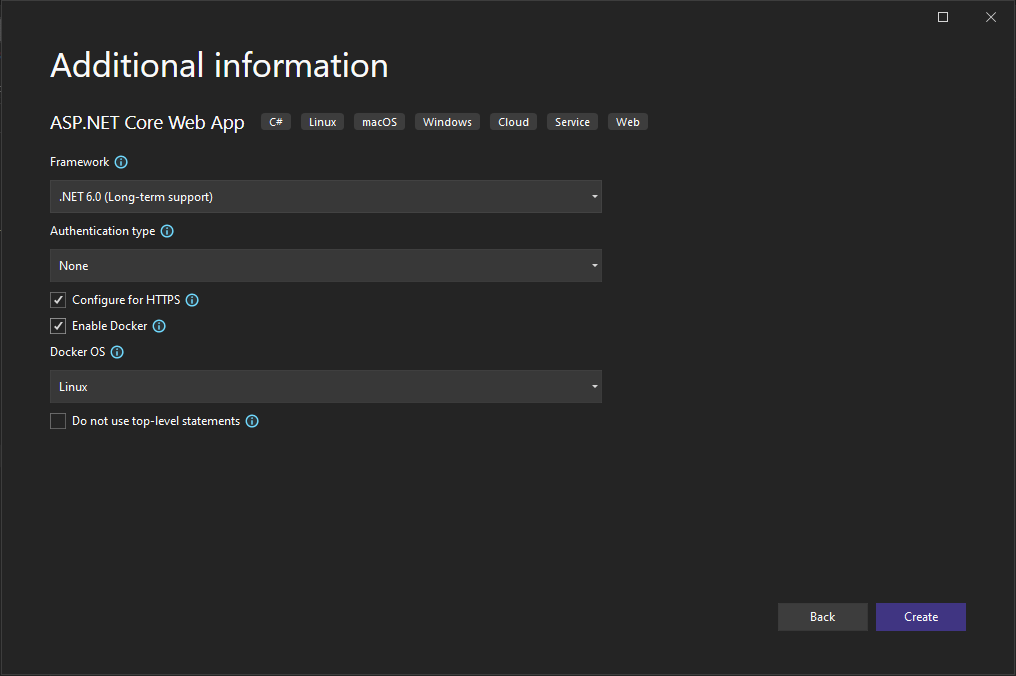 Additional information
ASP.NET Core Web App C# Linux macOS Windows Cloud Service Web
Framework
.NET 6.0 (Long-term support)
Authentication type
None
Configure for HTTPS
Enable Docker
Docker OS
Linux
Do not use top-level statements
Back Create